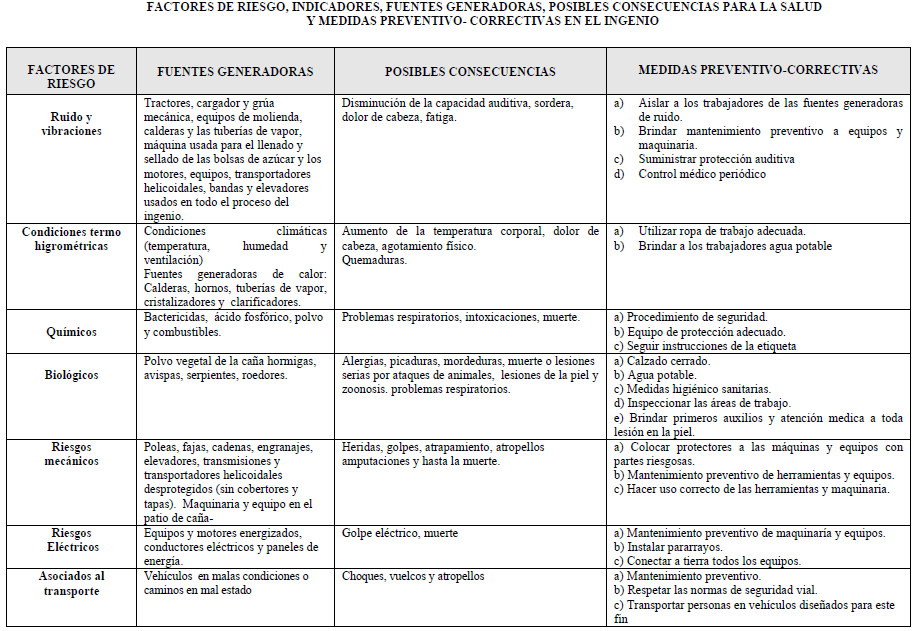 FACTORES DE RIESGO, INDICADORES, FUENTES GENERADORAS, POSIBLES CONSECUENCIAS PARA LA SALUD
Y MEDIDAS PREVENTIVO- CORRECTIVAS EN EL INGENIO
FACTORES DE
RIESGO
FUENTES GENERADORAS
POSIBLES CONSECUENCIAS
MEDIDAS PREVENTIVO-CORRECTIVAS
Ruido y
vibraciones
Tractores, cargador y grúa
mecánica, equipos de molienda,
calderas y las tuberías de vapor,
máquina usada para el llenado y
sellado de las bolsas de azúcar y los
motores, equipos, transportadores
helicoidales, bandas y elevadores
usados en todo el proceso del
ingenio.
Disminución de la capacidad auditiva, sordera,
dolor de cabeza, fatiga.
a) Aislar a los trabajadores de las fuentes generadoras
de ruido.
b) Brindar mantenimiento preventivo a equipos y
maquinaria.
c) Suministrar protección auditiva
d) Control médico periódico
Condiciones termo
higrométricas
Condiciones climáticas
(temperatura, humedad y
ventilación)
Fuentes generadoras de calor:
Calderas, hornos, tuberías de vapor,
cristalizadores y clarificadores.
Aumento de la temperatura corporal, dolor de
cabeza, agotamiento físico.
Quemaduras.
a) Utilizar ropa de trabajo adecuada.
b) Brindar a los trabajadores agua potable
Químicos
Bactericidas, ácido fosfórico, polvo
y combustibles.
Problemas respiratorios, intoxicaciones, muerte.
a) Procedimiento de seguridad.
b) Equipo de protección adecuado.
c) Seguir instrucciones de la etiqueta
Biológicos
Polvo vegetal de la caña hormigas,
avispas, serpientes, roedores.
Alergias, picaduras, mordeduras, muerte o lesiones
serias por ataques de animales, lesiones de la piel y
zoonosis. problemas respiratorios.
a) Calzado cerrado.
b) Agua potable.
c) Medidas higiénico sanitarias.
d) Inspeccionar las áreas de trabajo.
e) Brindar primeros auxilios y atención medica a toda
lesión en la piel.
Riesgos
mecánicos
Poleas, fajas, cadenas, engranajes,
elevadores, transmisiones y
transportadores helicoidales
desprotegidos (sin cobertores y
tapas). Maquinaria y equipo en el
patio de caña-
Heridas, golpes, atrapamiento, atropellos
amputaciones y hasta la muerte.
a) Colocar protectores a las máquinas y equipos con
partes riesgosas.
b) Mantenimiento preventivo de herramientas y equipos.
c) Hacer uso correcto de las herramientas y maquinaria.
Riesgos
Eléctricos
Equipos y motores energizados,
conductores eléctricos y paneles de
energía.
Golpe eléctrico, muerte
a) Mantenimiento preventivo de maquinaría y equipos.
b) Instalar pararrayos.
c) Conectar a tierra todos los equipos.
Asociados al
transporte
Vehículos en malas condiciones o
caminos en mal estado
Choques, vuelcos y atropellos
a) Mantenimiento preventivo.
b) Respetar las normas de seguridad vial.
c) Transportar personas en vehículos diseñados para este
fin